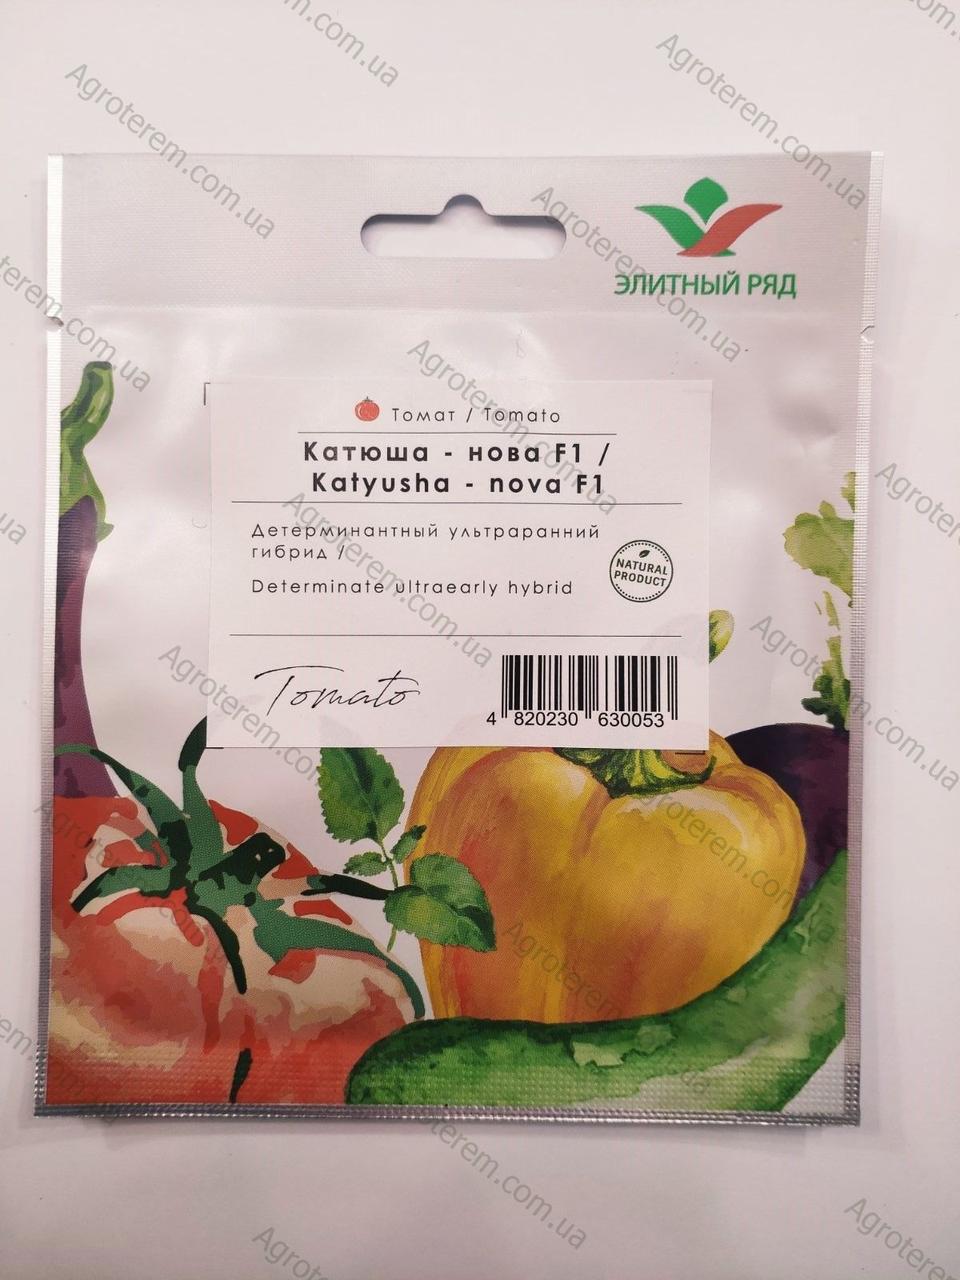 ЭЛИТНЫЙ РЯД
Томат / Tomato
Катюша - нова F1 /
Katyusha - nova F1
Детерминантный ультраранний
гибрид /
Determinate ultraearly hybrid
NATURAL
PRODUCT
Tomato
4 820230 630053
Agroterem.com.ua